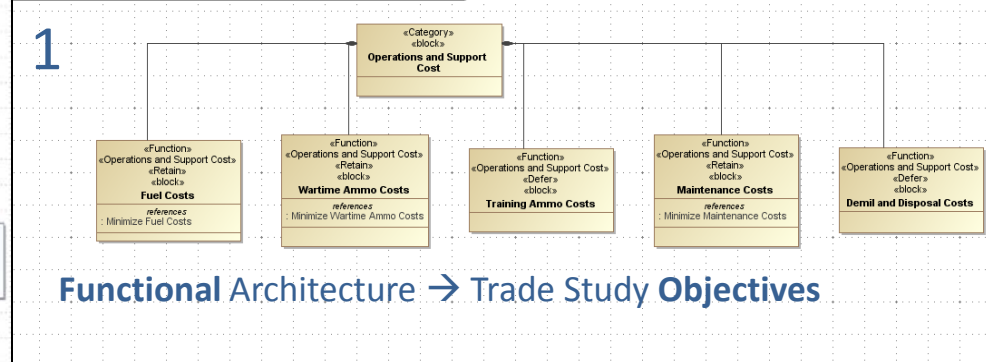 1
«Category»
«block»
Operations and Support
Cost
«Function»
«Operations and Support Cost»
«Retain»
«block»
Fuel Costs
references
: Minimize Fuel Costs
«Function»
«Operations and Support Cost»
«Retain»
«block»
Wartime Ammo Costs
references
: Minimize Wartime Ammo Costs
«Function»
«Operations and Support Cost»
«Defer»
«block»
Training Ammo Costs
«Function»
«Operations and Support Cost»
«Retain»
«block»
Maintenance Costs
references
: Minimize Maintenance Costs
«Function»
«Operations and Support Cost»
«Defer»
«block»
Demil and Disposal Costs
Functional Architecture → Trade Study Objectives